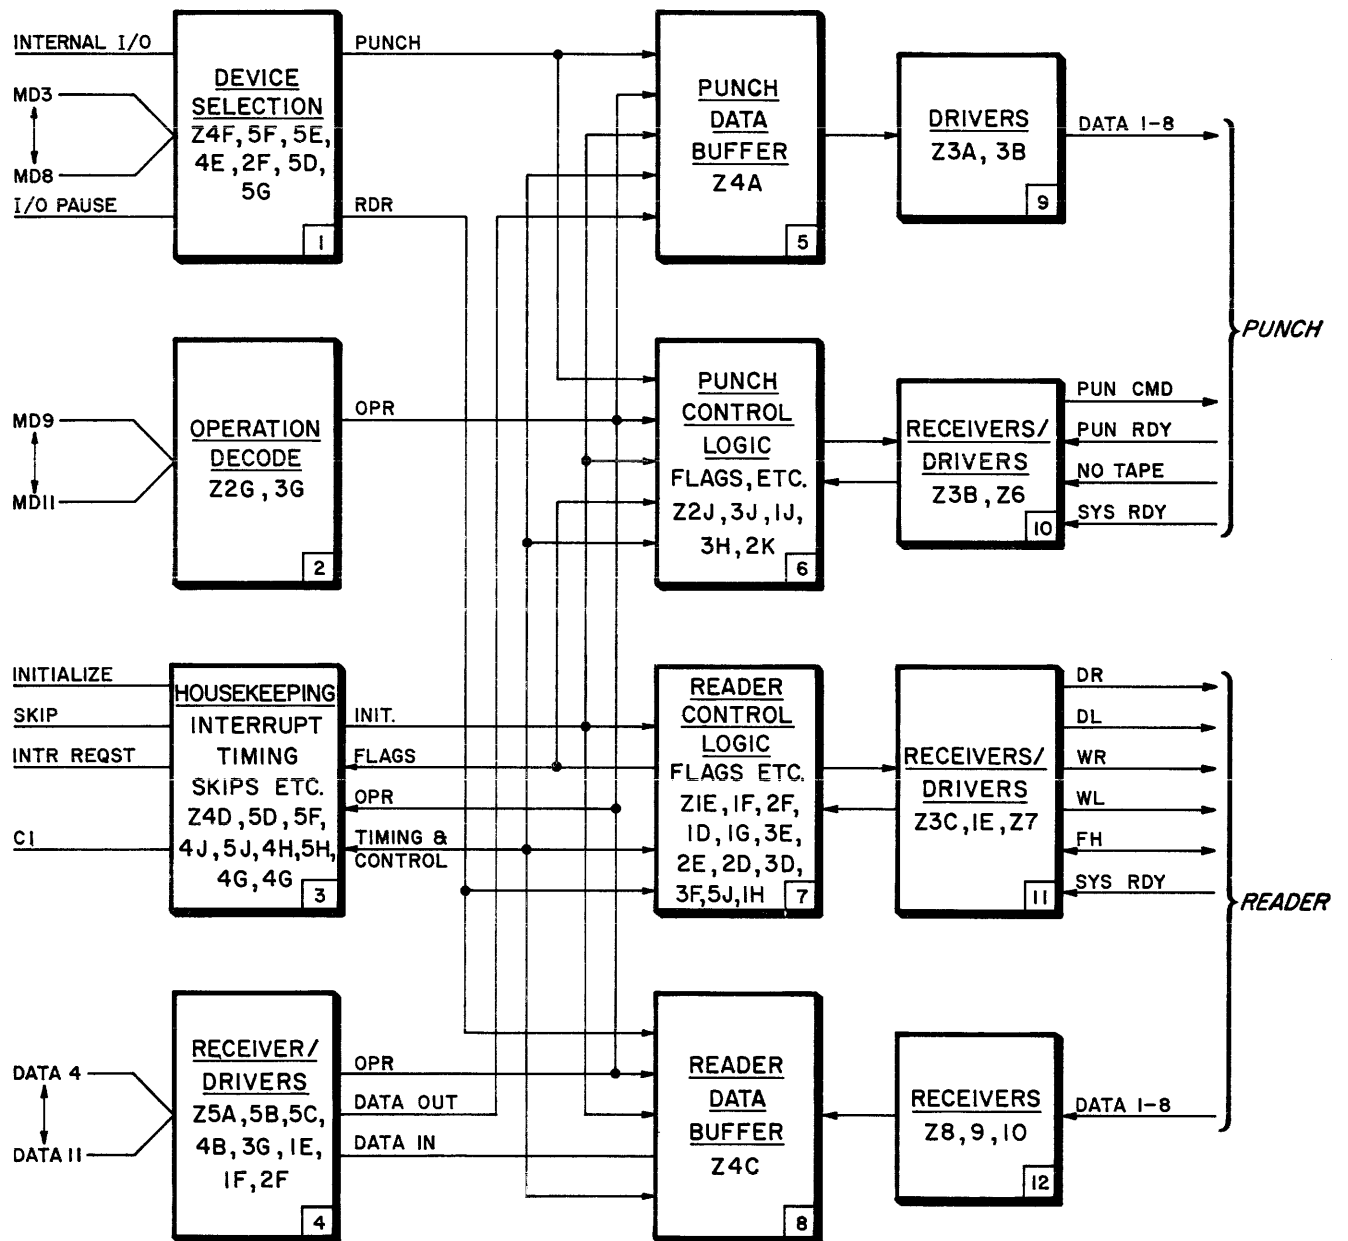 INTERNAL I/O
MD3
MD8
I/O PAUSE
DEVICE
SELECTION
Z4F, 5F, 5E,
4E, 2F, 5D,
5G
1
PUNCH
RDR
PUNCH
DATA
BUFFER
Z4A
5
DRIVERS
Z3A, 3B
9
DATA 1-8
MD9
MD11
OPERATION
DECODE
Z2G, 3G
2
OPR
PUNCH
CONTROL
LOGIC
FLAGS, ETC.
Z2J, 3J, 1J,
3H, 2K
6
RECEIVERS/
DRIVERS
Z3B, Z6
10
PUN CMD
PUN RDY
NO TAPE
SYS RDY
PUNCH
INITIALIZE
SKIP
INTR REQST
C1
HOUSEKEEPING
INTERRUPT
TIMING
SKIPS ETC.
Z4D, 5D, 5F,
4J, 5J, 4H, 5H,
4G, 4G
3
INIT.
FLAGS
OPR
TIMING &
CONTROL
READER
CONTROL
LOGIC
FLAGS ETC.
Z1E, 1F, 2F,
1D, 1G, 3E,
2E, 2D, 3D,
3F, 5J, 1H
7
RECEIVERS/
DRIVERS
Z3C, 1E, Z7
11
DR
DL
WR
WL
FH
SYS RDY
READER
DATA 4
DATA 11
RECEIVER/
DRIVERS
Z5A, 5B, 5C,
4B, 3G, 1E,
1F, 2F
4
OPR
DATA OUT
DATA IN
READER
DATA
BUFFER
Z4C
8
RECEIVERS
Z8, 9, 10
12
DATA 1-8